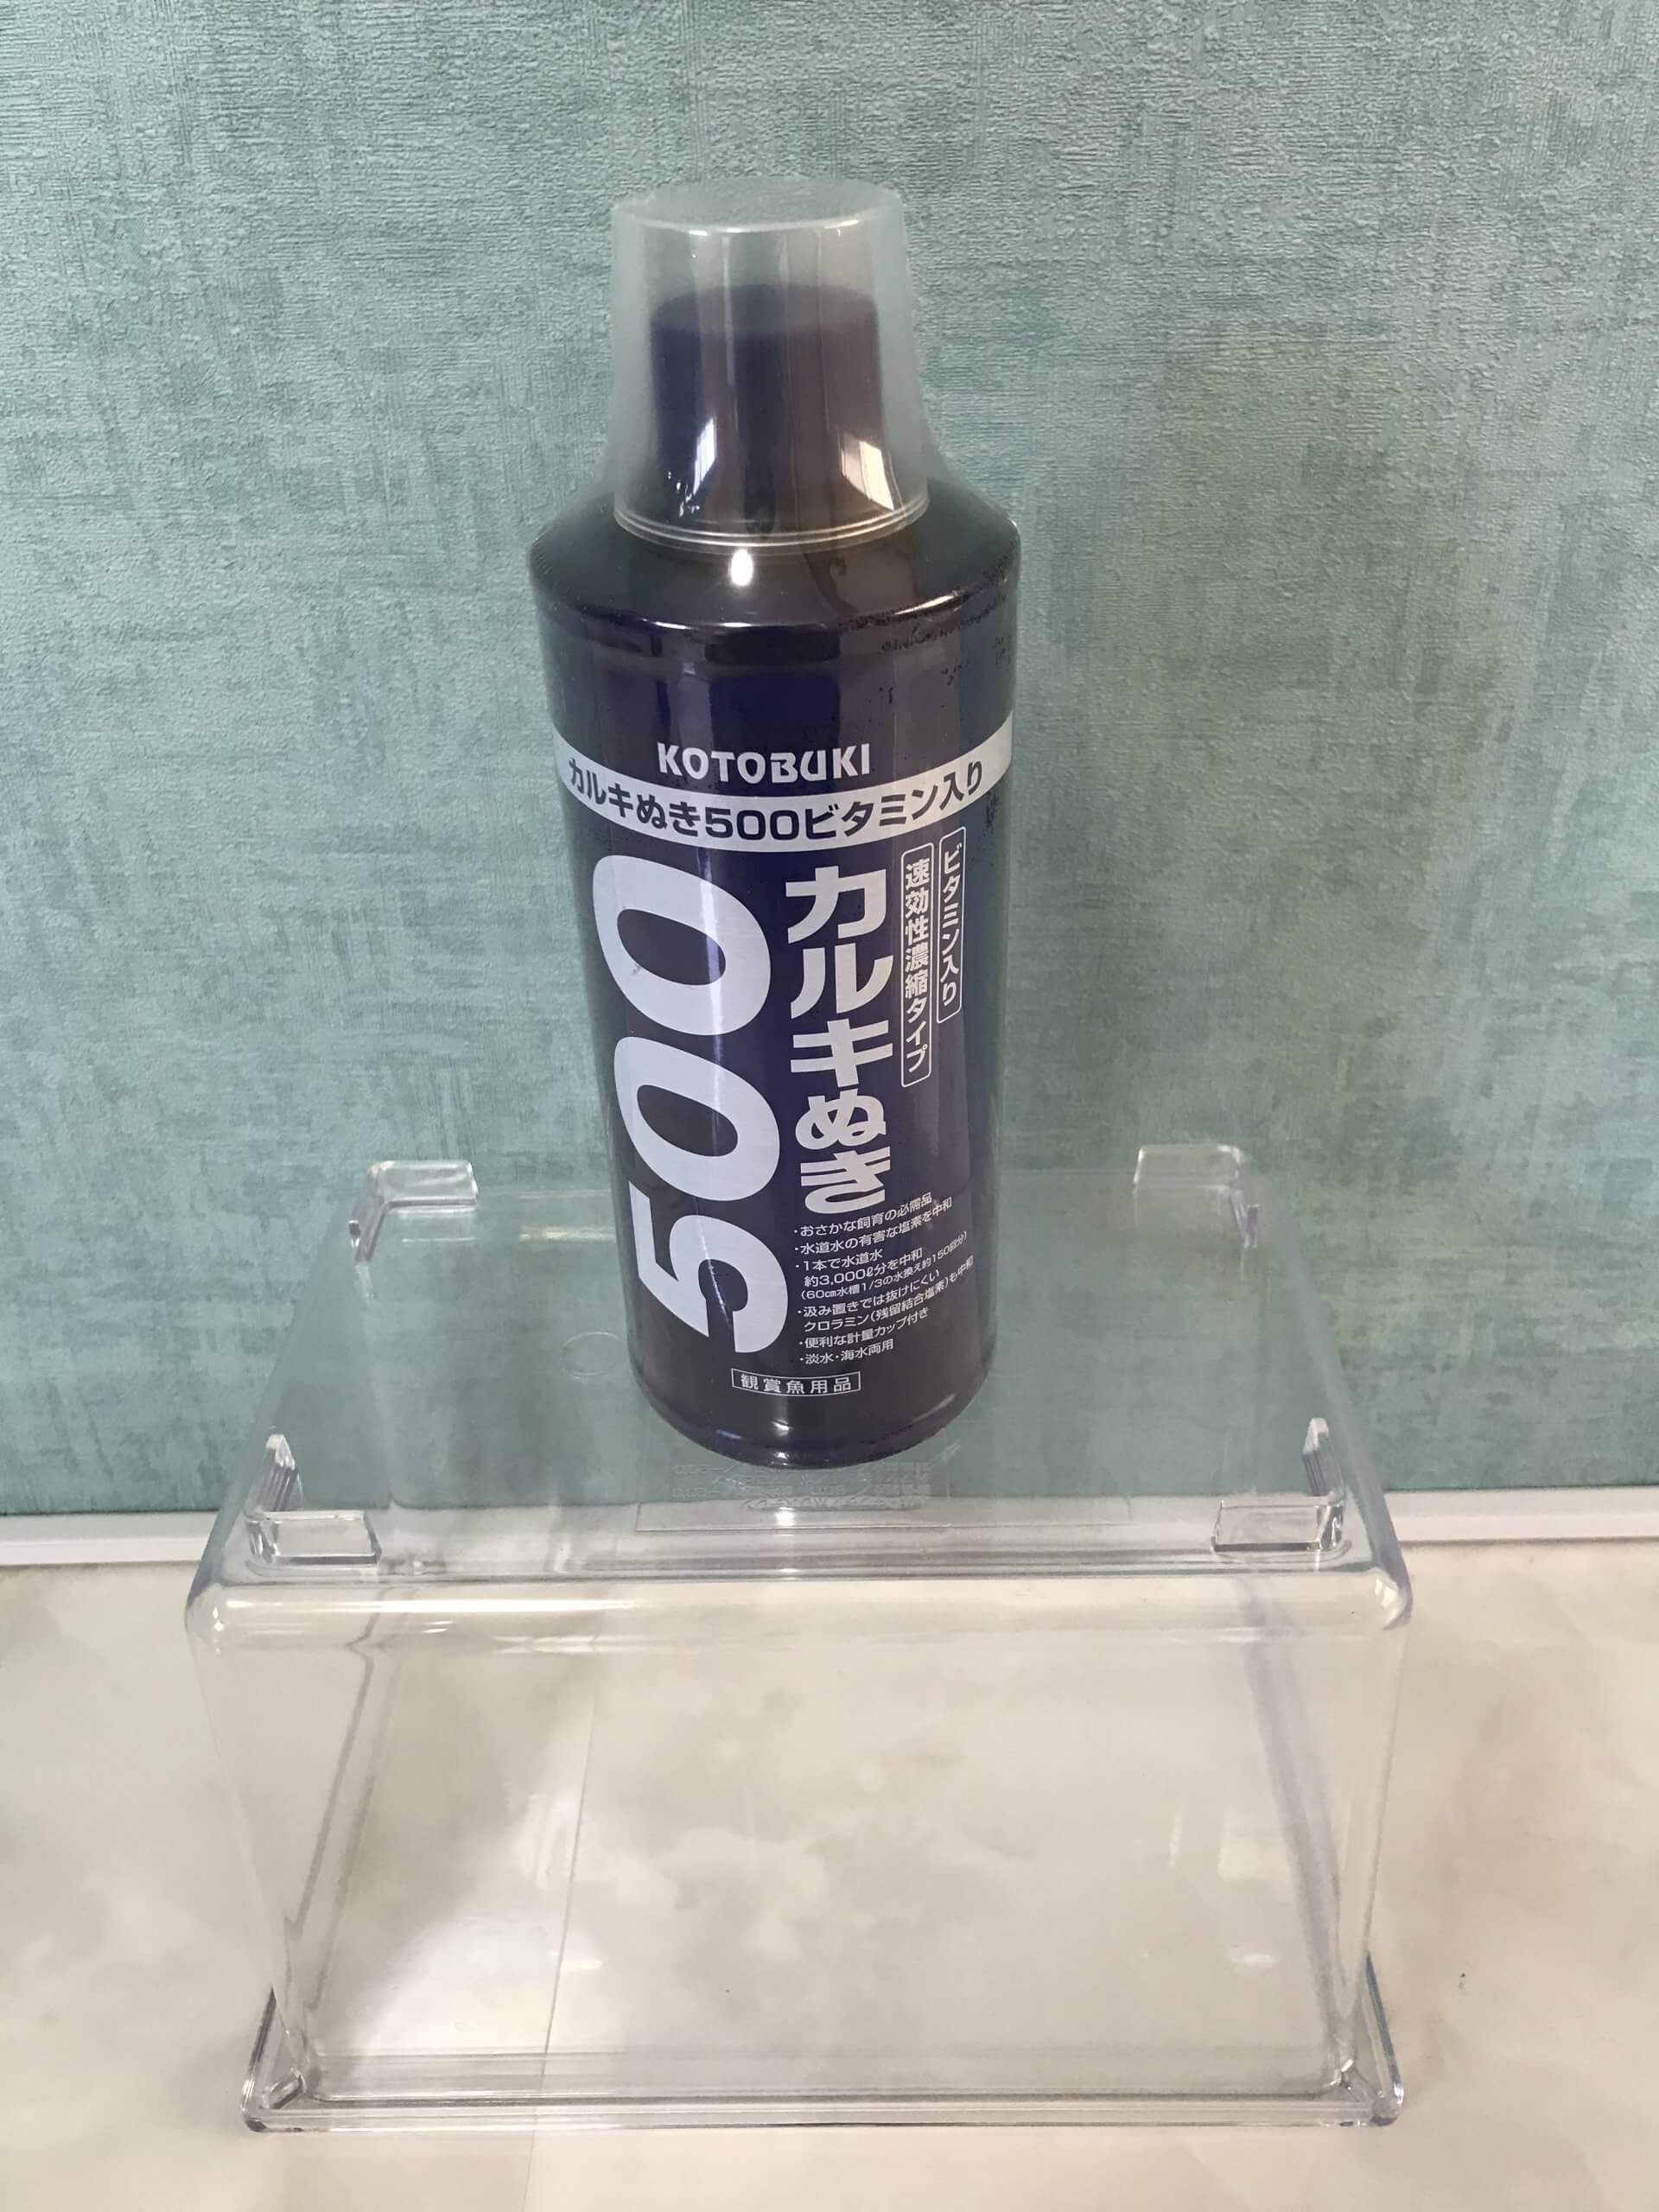 KOTOBUKI
カルキぬき500ビタミン入り
ビタミン入り
速効性濃縮タイプ
カルキぬき
500
・おさかな飼育の必需品
・水道水の有害な塩素を中和
・1本で水道水
約3,000ℓ分を中和
(60cm水槽1/3の水換え約150回分)
・汲み置きでは抜けにくい
クロラミン(残留結合塩素)も中和
・便利な計量カップ付き
・淡水・海水両用
観賞魚用品